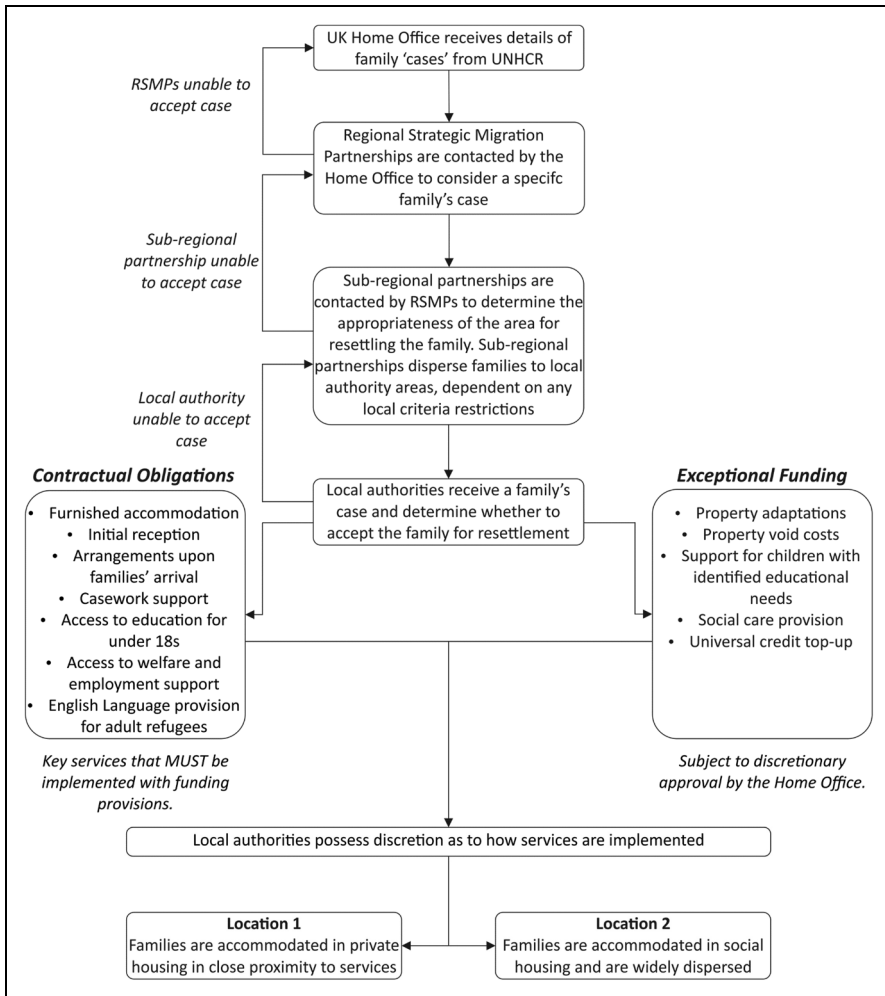 UK Home Office receives details of
family ‘cases’ from UNHCR
RSMPs unable to
accept case
Regional Strategic Migration
Partnerships are contacted by the
Home Office to consider a specifc
family’s case
Sub-regional
partnership unable
to accept case
Sub-regional partnerships are
contacted by RSMPs to determine the
appropriateness of the area for
resettling the family. Sub-regional
partnerships disperse families to local
authority areas, dependent on any
local criteria restrictions
Local authority
unable to accept
case
Local authorities receive a family’s
case and determine whether to
accept the family for resettlement
Contractual Obligations
• Furnished accommodation
• Initial reception
• Arrangements upon
families’ arrival
• Casework support
• Access to education for
under 18s
• Access to welfare and
employment support
• English Language provision
for adult refugees
Key services that MUST be
implemented with funding
provisions.
Exceptional Funding
• Property adaptations
• Property void costs
• Support for children with
identified educational
needs
• Social care provision
• Universal credit top-up
Subject to discretionary
approval by the Home Office.
Local authorities possess discretion as to how services are implemented
Location 1
Families are accommodated in private
housing in close proximity to services
Location 2
Families are accommodated in social
housing and are widely dispersed